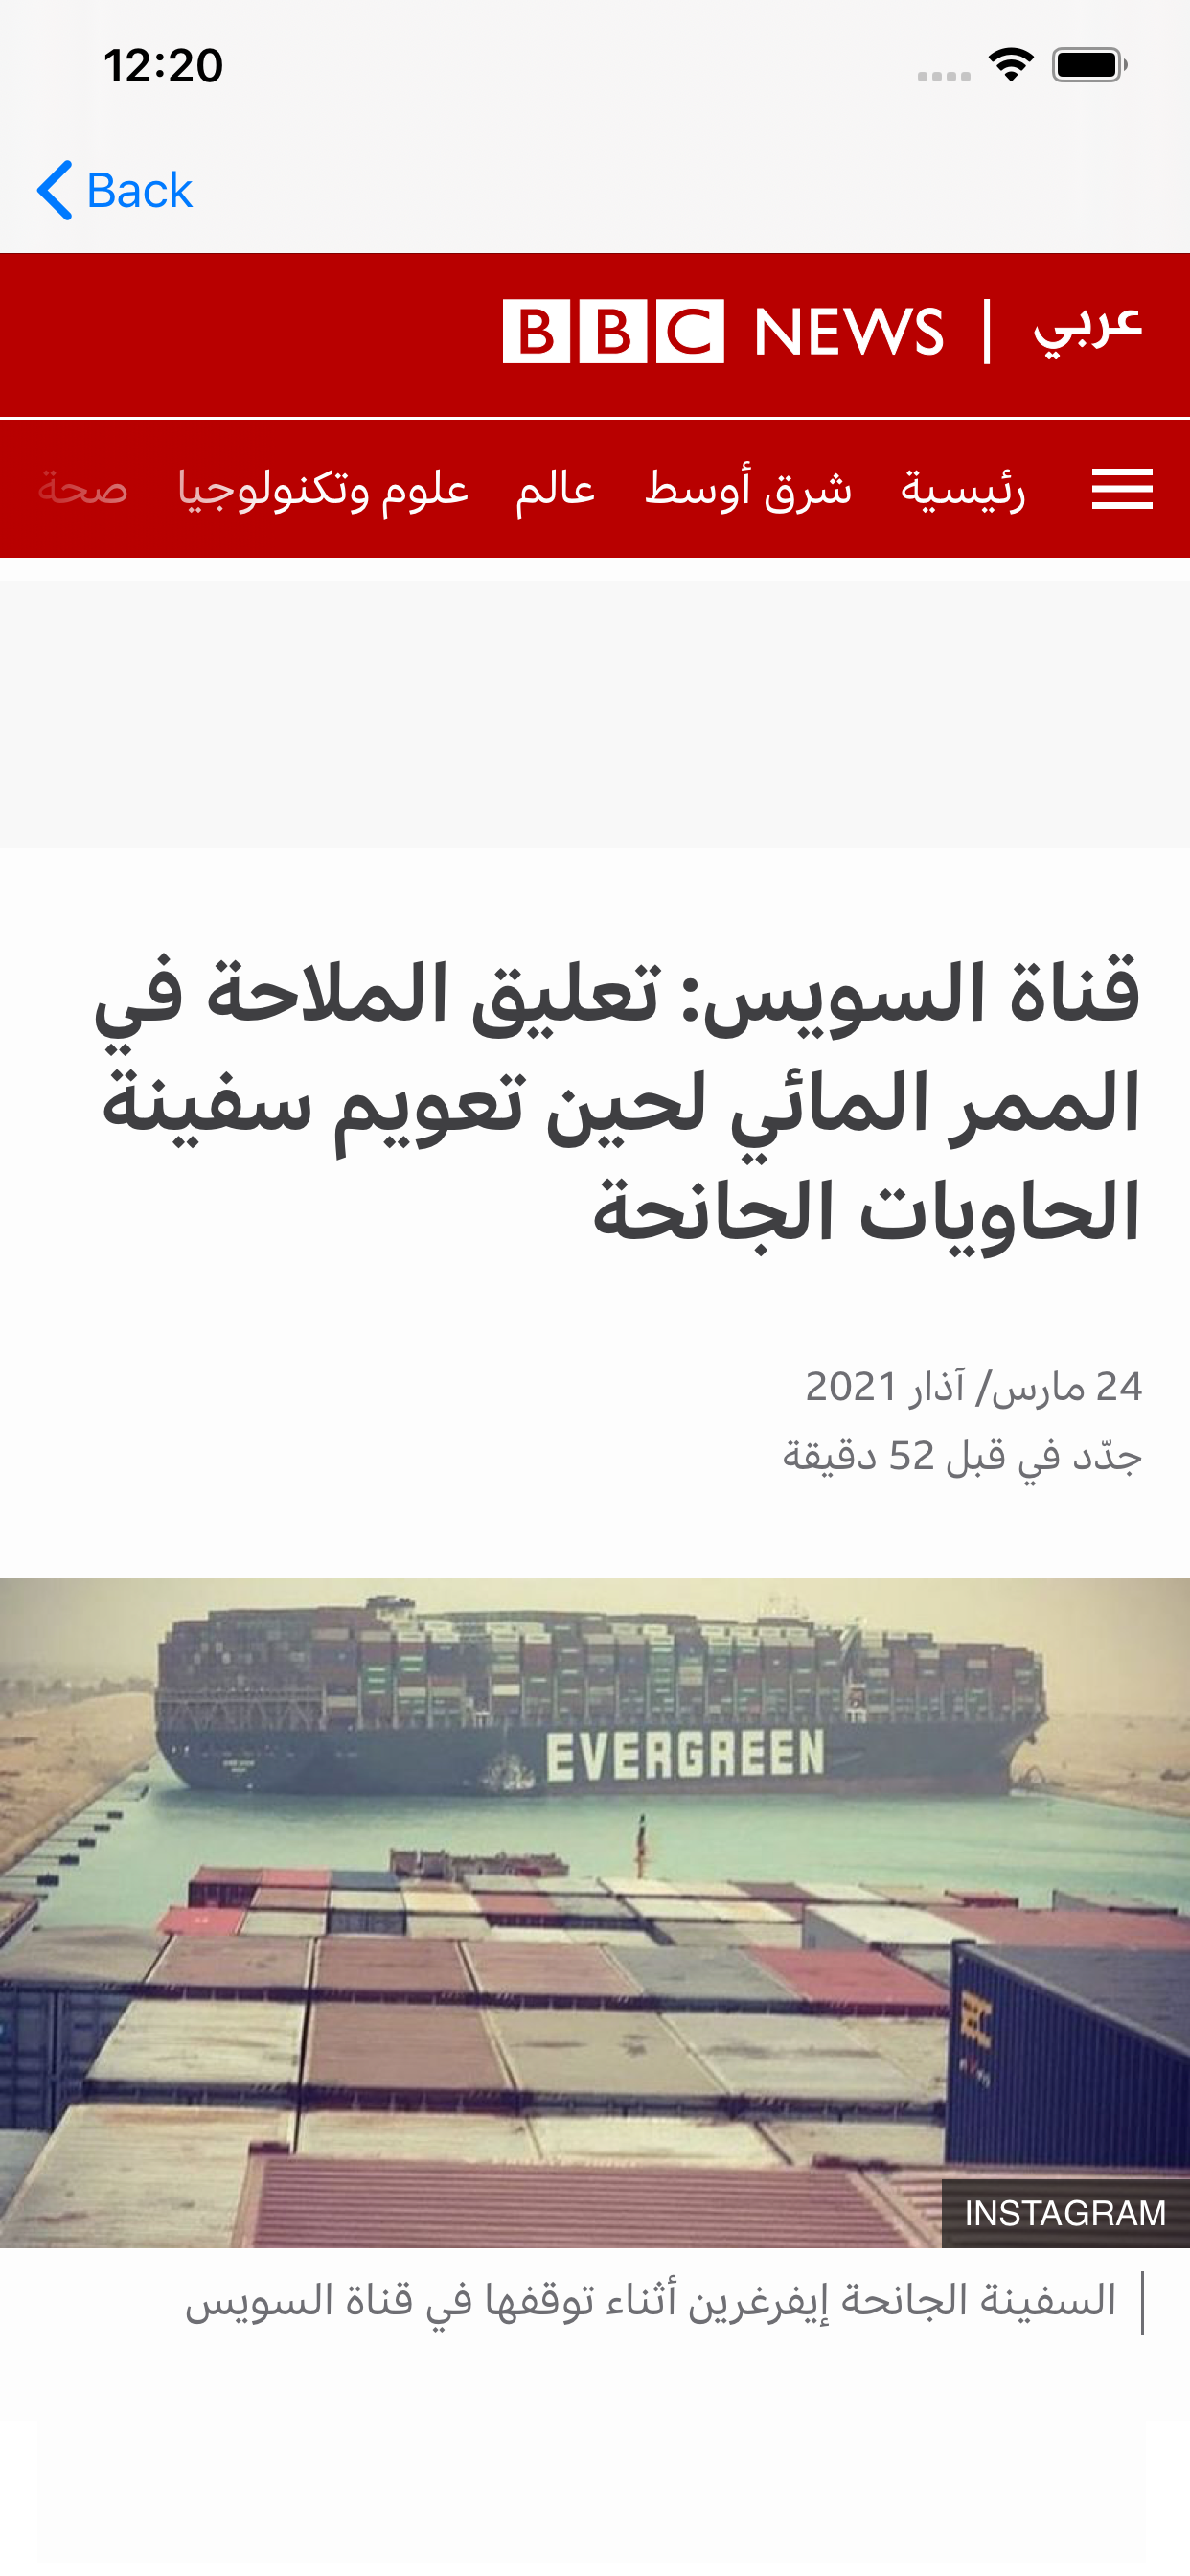 12:20
Back
BBC NEWS | عربي
رئيسية شرق أوسط عالم علوم وتكنولوجيا صحة
قناة السويس: تعليق الملاحة في
الممر المائي لحين تعويم سفينة
الحاويات الجانحة
24 مارس/ آذار 2021
جدّد في قبل 52 دقيقة
EVERGREEN
INSTAGRAM
السفينة الجانحة إيفرغرين أثناء توقفها في قناة السويس